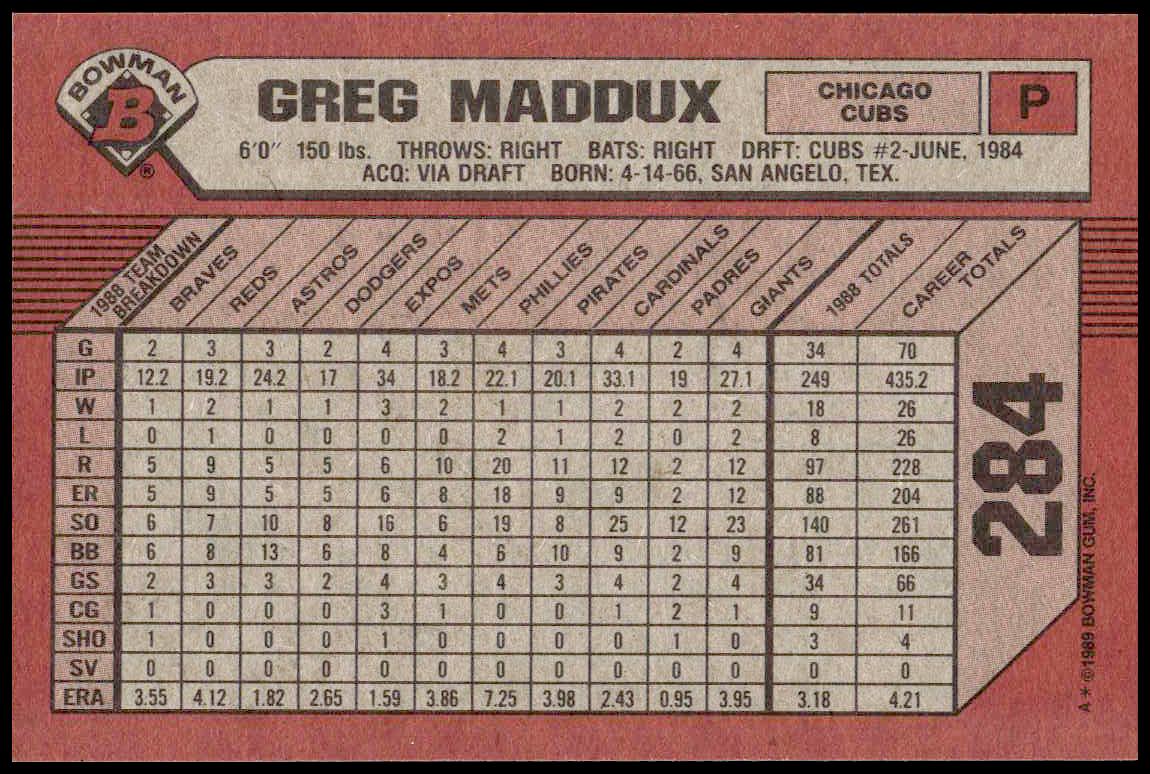 BOWMAN
B
®
GREG MADDUX
CHICAGO
CUBS
P
6'0" 150 lbs. THROWS: RIGHT BATS: RIGHT DRFT: CUBS #2-JUNE, 1984
ACQ: VIA DRAFT BORN: 4-14-66, SAN ANGELO, TEX.
1988 TEAM BREAKDOWN BRAVES REDS ASTROS DODGERS EXPOS METS PHILLIES PIRATES CARDINALS PADRES GIANTS 1988 TOTALS CAREER TOTALS
G 2 3 3 2 4 3 4 3 4 2 4 34 70
IP 12.2 19.2 24.2 17 34 18.2 22.1 20.1 33.1 19 27.1 249 435.2
W 1 2 1 1 3 2 1 1 2 2 2 18 26
L 0 1 0 0 0 0 2 1 2 0 2 8 26
R 5 9 5 5 6 10 20 11 12 2 12 97 228
ER 5 9 5 5 6 8 18 9 9 2 12 88 204
SO 6 7 10 8 16 6 19 8 25 12 23 140 261
BB 6 8 13 6 8 4 6 10 9 2 9 81 166
GS 2 3 3 2 4 3 4 3 4 2 4 34 66
CG 1 0 0 0 3 1 0 0 1 2 1 9 11
SHO 1 0 0 0 1 0 0 0 0 1 0 3 4
SV 0 0 0 0 0 0 0 0 0 0 0 0 0
ERA 3.55 4.12 1.82 2.65 1.59 3.86 7.25 3.98 2.43 0.95 3.95 3.18 4.21
284
A * ©1989 BOWMAN GUM, INC.